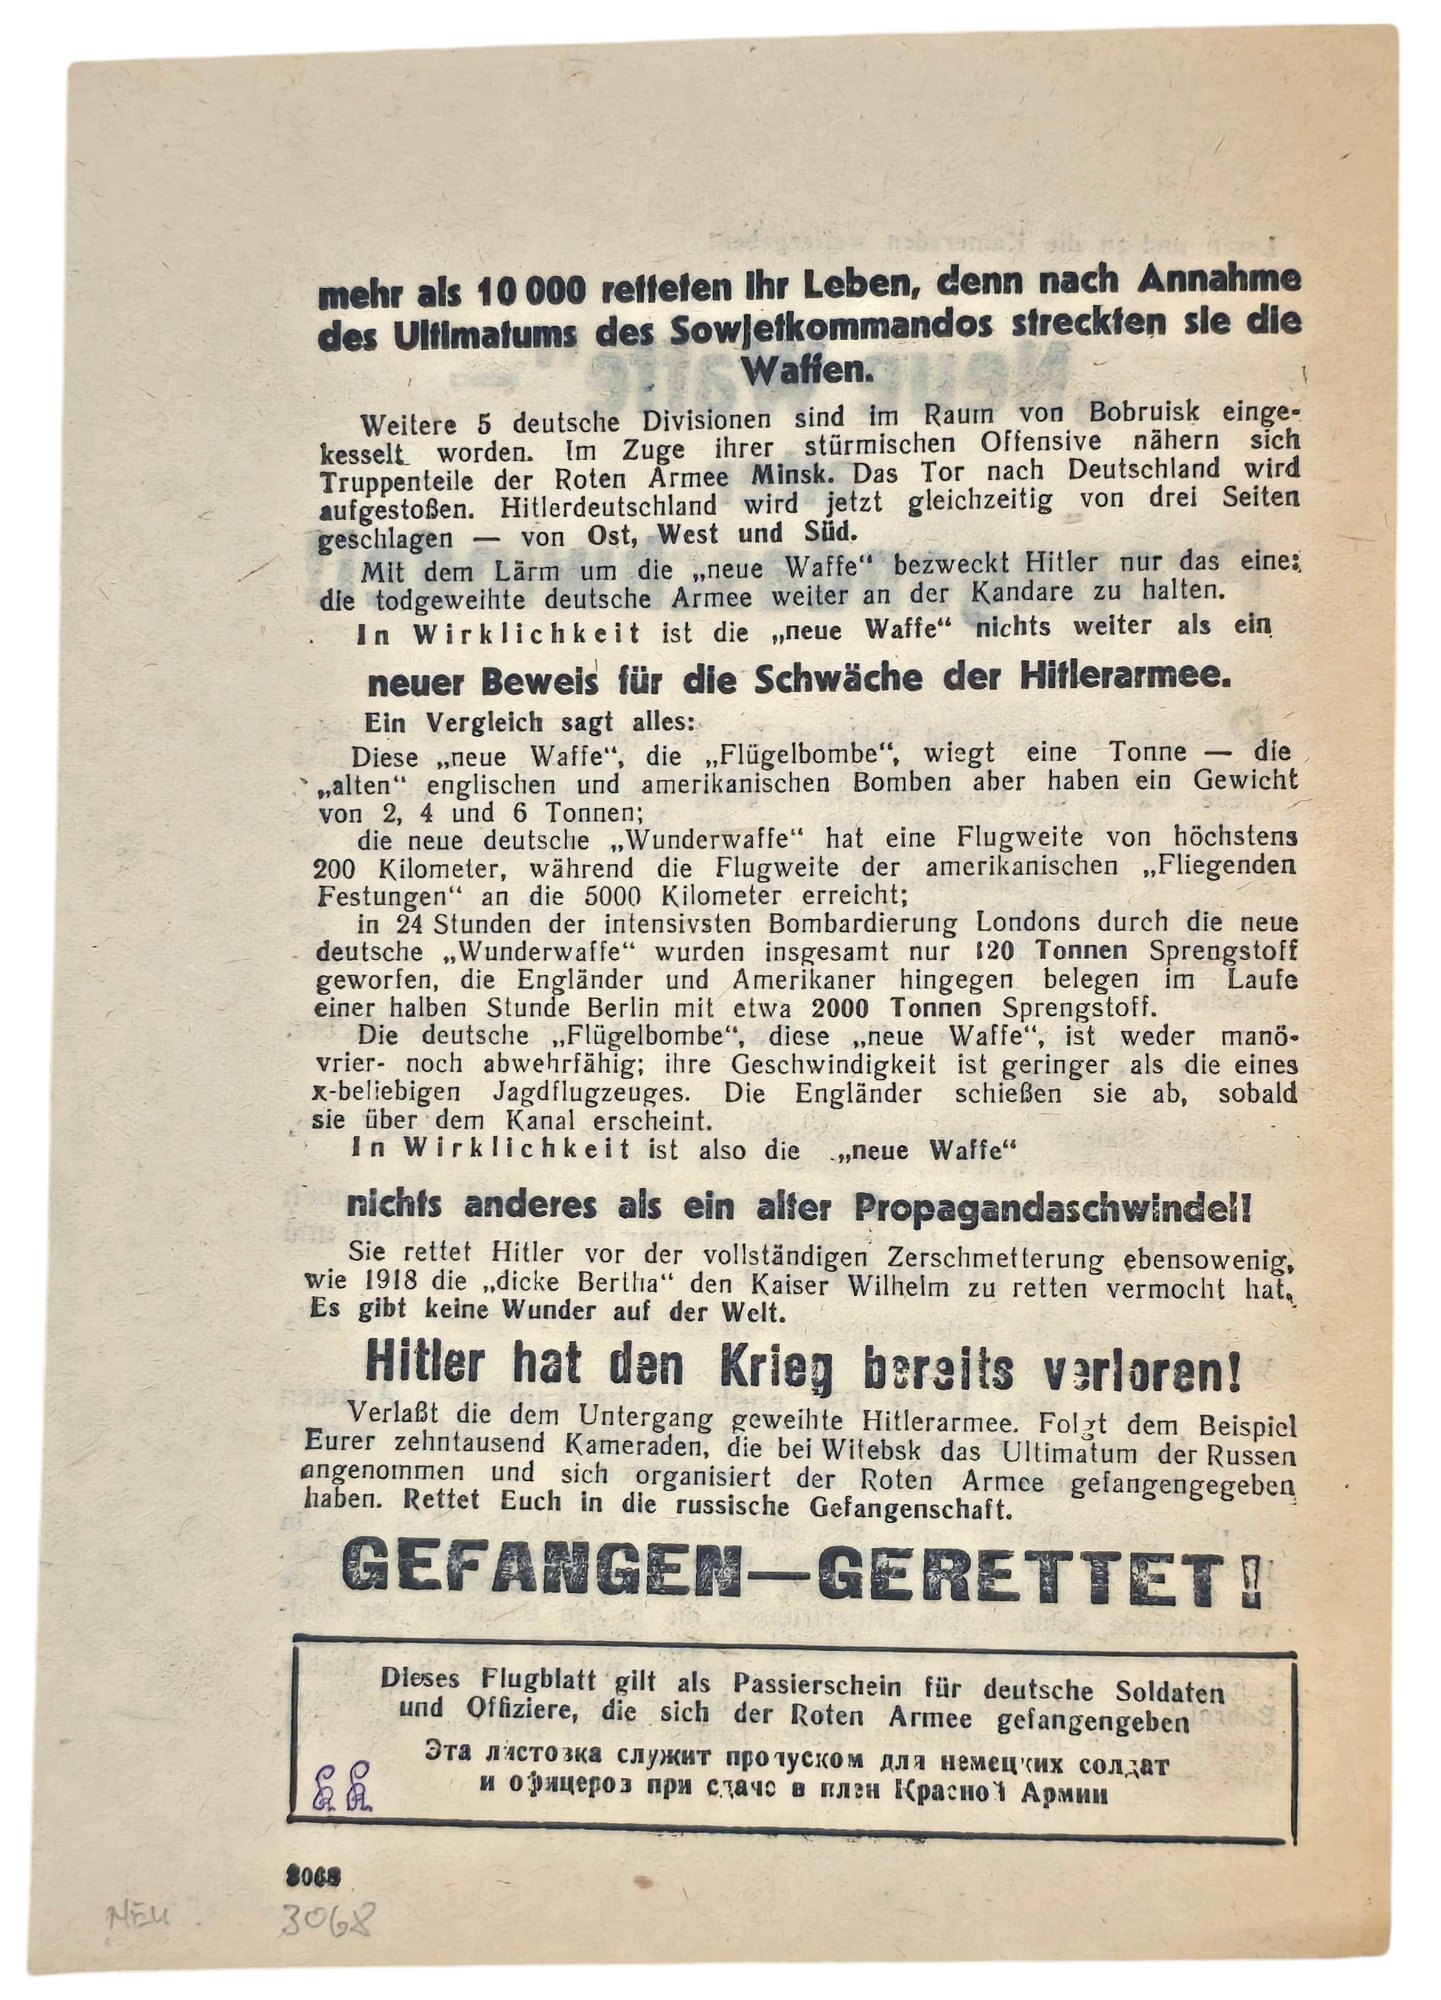 mehr als 10 000 retteten Ihr Leben, denn nach Annahme
des Ultimatums des Sowjetkommandos streckten sie die
Waffen.
Weitere 5 deutsche Divisionen sind im Raum von Bobruisk einge-
kesselt worden. Im Zuge ihrer stürmischen Offensive nähern sich
Truppenteile der Roten Armee Minsk. Das Tor nach Deutschland wird
aufgestoßen. Hitlerdeutschland wird jetzt gleichzeitig von drei Seiten
geschlagen — von Ost, West und Süd.
Mit dem Lärm um die „neue Waffe“ bezweckt Hitler nur das eine:
die todgeweihte deutsche Armee weiter an der Kandare zu halten.
In Wirklichkeit ist die „neue Waffe“ nichts weiter als ein
neuer Beweis für die Schwäche der Hitlerarmee.
Ein Vergleich sagt alles:
Diese „neue Waffe“, die „Flügelbombe“, wiegt eine Tonne — die
„alten“ englischen und amerikanischen Bomben aber haben ein Gewicht
von 2, 4 und 6 Tonnen;
die neue deutsche „Wunderwaffe“ hat eine Flugweite von höchstens
200 Kilometer, während die Flugweite der amerikanischen „Fliegenden
Festungen“ an die 5000 Kilometer erreicht;
in 24 Stunden der intensivsten Bombardierung Londons durch die neue
deutsche „Wunderwaffe“ wurden insgesamt nur 120 Tonnen Sprengstoff
geworfen, die Engländer und Amerikaner hingegen belegen im Laufe
einer halben Stunde Berlin mit etwa 2000 Tonnen Sprengstoff.
Die deutsche „Flügelbombe“, diese „neue Waffe“, ist weder manö-
vrier- noch abwehrfähig; ihre Geschwindigkeit ist geringer als die eines
x-beliebigen Jagdflugzeuges. Die Engländer schießen sie ab, sobald
sie über dem Kanal erscheint.
In Wirklichkeit ist also die „neue Waffe“
nichts anderes als ein alter Propagandaschwindel!
Sie rettet Hitler vor der vollständigen Zerschmetterung ebensowenig,
wie 1918 die „dicke Bertha“ den Kaiser Wilhelm zu retten vermocht hat.
Es gibt keine Wunder auf der Welt.
Hitler hat den Krieg bereits verloren!
Verlaßt die dem Untergang geweihte Hitlerarmee. Folgt dem Beispiel
Eurer zehntausend Kameraden, die bei Witebsk das Ultimatum der Russen
angenommen und sich organisiert der Roten Armee gefangengegeben
haben. Rettet Euch in die russische Gefangenschaft.
GEFANGEN—GERETTET!
Dieses Flugblatt gilt als Passierschein für deutsche Soldaten
und Offiziere, die sich der Roten Armee gefangengeben
Эта листовка служит пропуском для немецких солдат
и офицеров при сдаче в плен Красной Армии
3068
NEU
3068